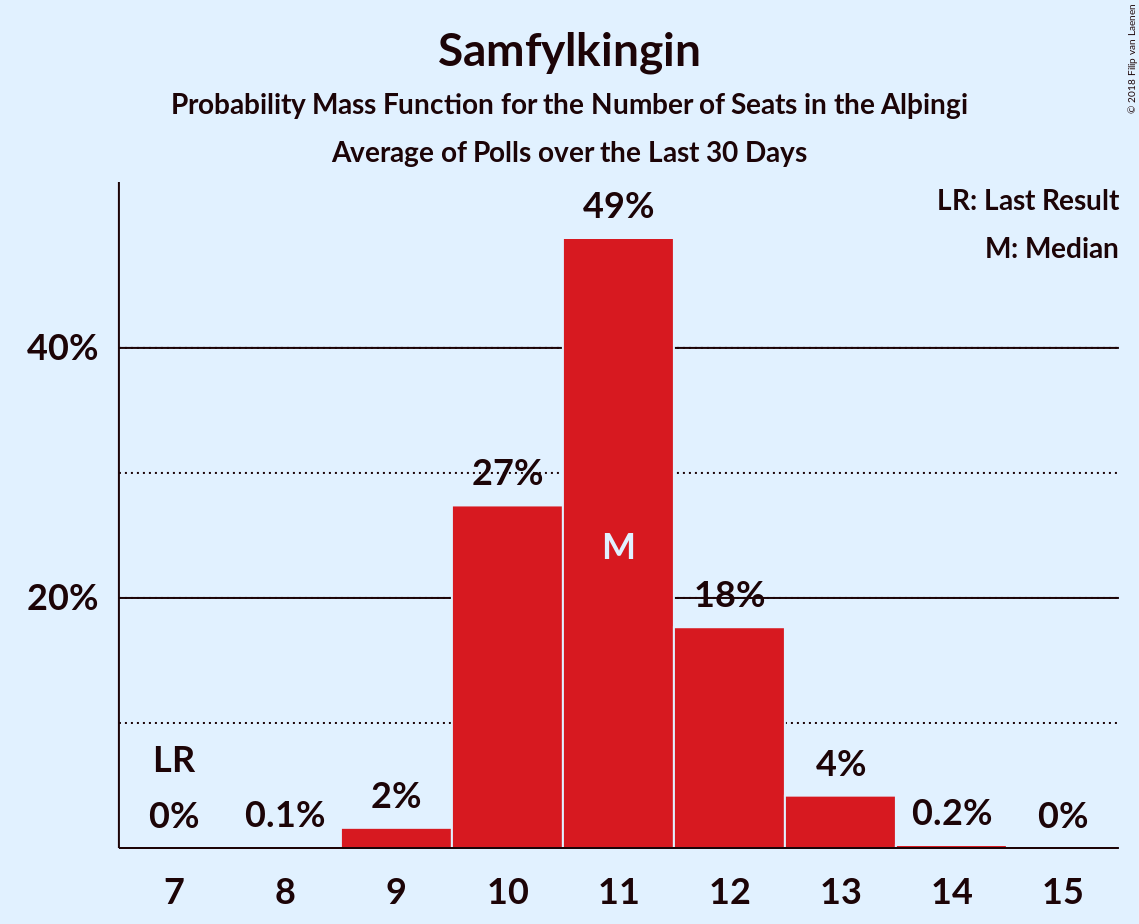 Samfylkingin
Probability Mass Function for the Number of Seats in the Alþingi
Average of Polls over the Last 30 Days
© 2018 Filip van Laenen
LR: Last Result
M: Median
49%
40%
27%
M
20%
18%
LR
0%
0.1%
2%
4%
0.2%
0%
7 8 9 10 11 12 13 14 15